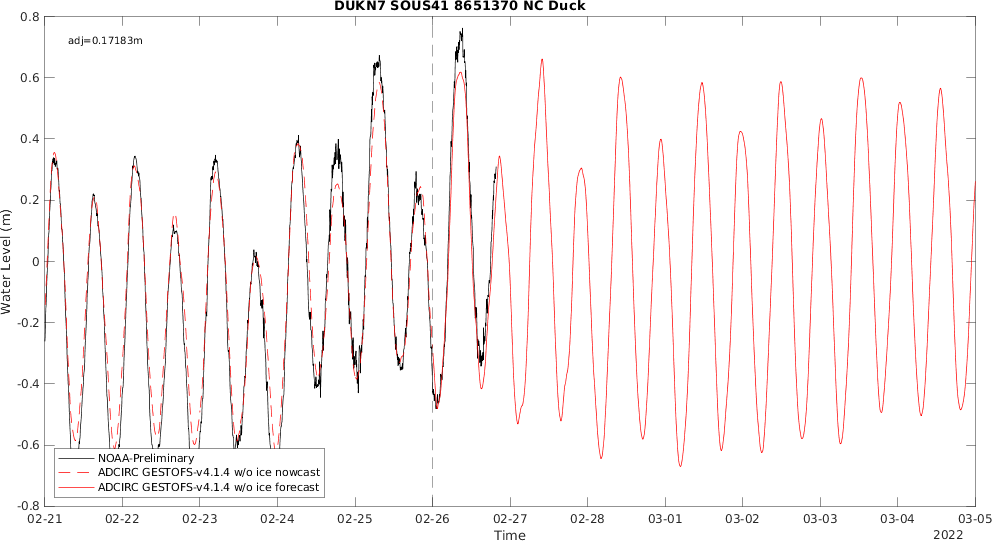 DUKN7 SOUS41 8651370 NC Duck
adj=0.17183m
0.8
0.6
0.4
0.2
0
-0.2
-0.4
-0.6
-0.8
Water Level (m)
NOAA-Preliminary
ADCIRC GESTOFS-v4.1.4 w/o ice nowcast
ADCIRC GESTOFS-v4.1.4 w/o ice forecast
02-21 02-22 02-23 02-24 02-25 02-26 02-27 02-28 03-01 03-02 03-03 03-04 03-05
Time
2022